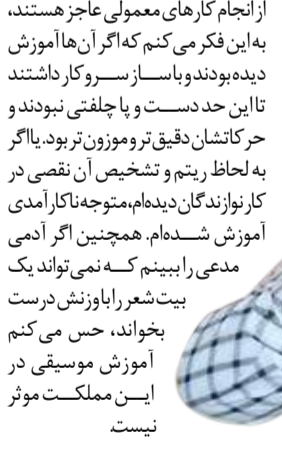 از انجام کارهای معمولی عاجز هستند،
به این فکر می‌کنم که اگر آن‌ها آموزش
دیده بودند و با ساز سر و کار داشتند
تا این حد دست و پا چلفتی نبودند و
حرکاتشان دقیق تر و موزون تر بود. یا اگر
به لحاظ ریتم و تشخیص آن نقصی در
کار نوازندگان دیده‌ام، متوجه ناکارآمدی
آموزش شده‌ام. همچنین اگر آدمی
مدعی را ببینم که نمی‌تواند یک
بیت شعر را با وزنش درست
بخواند، حس می‌کنم
آموزش موسیقی در
این مملکت موثر
نیست.